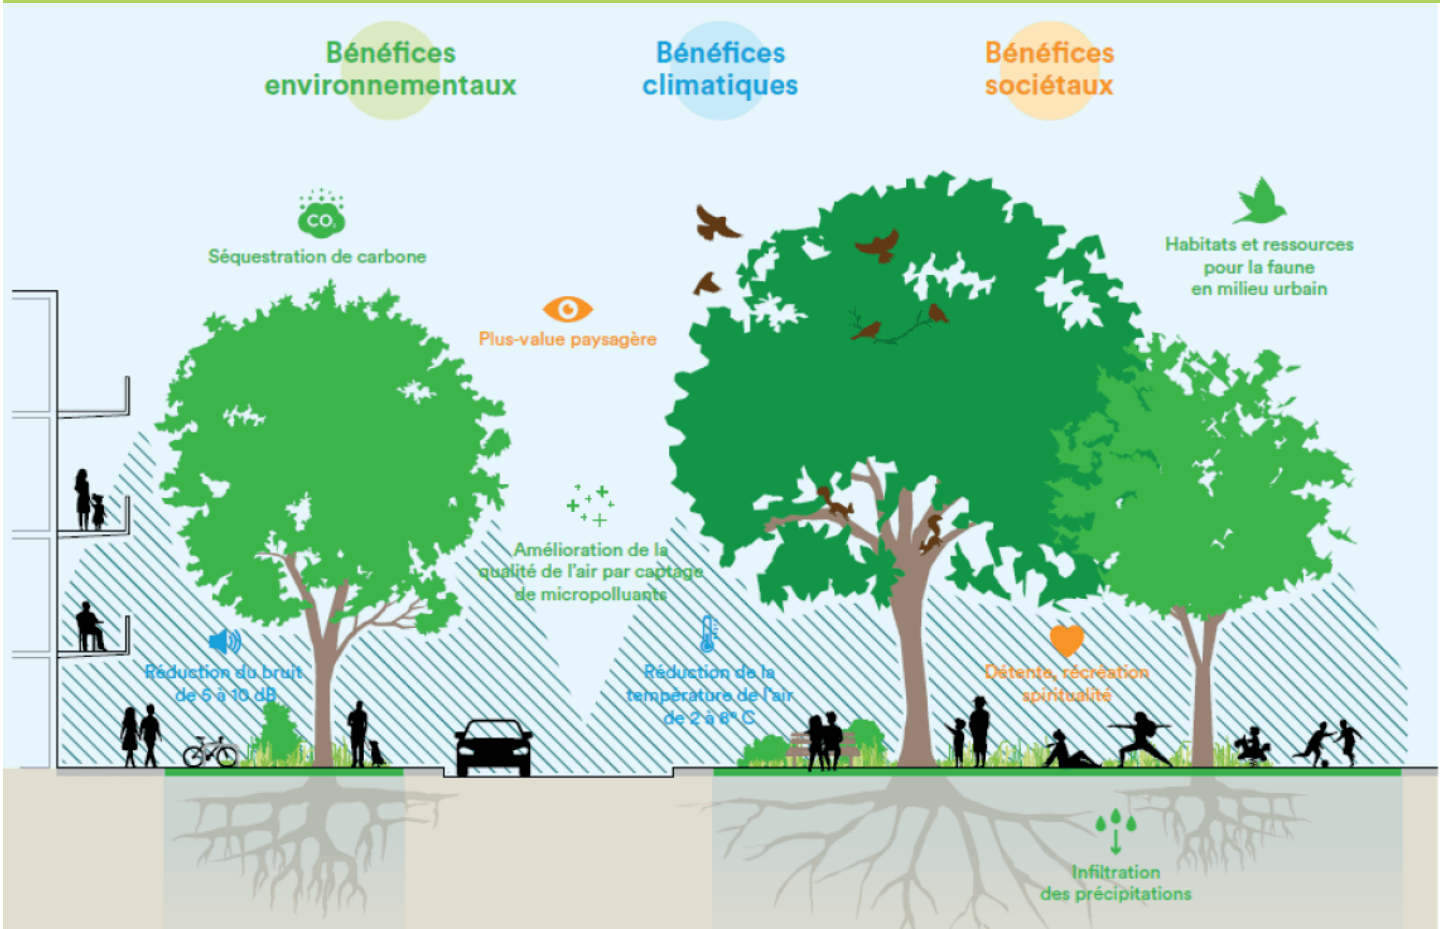 Bénéfices
environnementaux
Bénéfices
climatiques
Bénéfices
sociétaux
CO₂
Séquestration de carbone
Plus-value paysagère
Habitats et ressources
pour la faune
en milieu urbain
Amélioration de la
qualité de l'air par captage
de micropolluants
Réduction du bruit
de 5 à 10 dB
Réduction de la
température de l'air
de 2 à 8° C
Détente, récréation
spiritualité
Infiltration
des précipitations